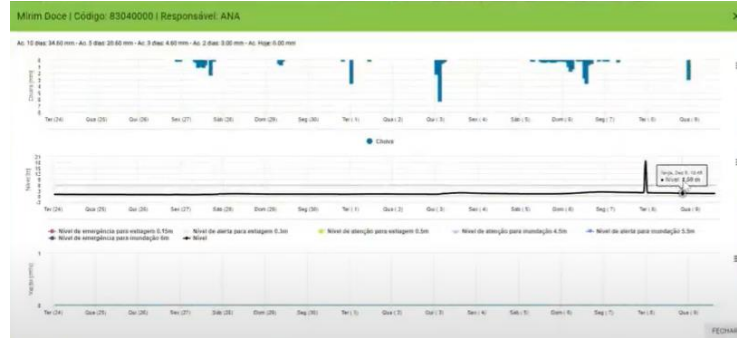 Mirim Doce | Código: 83040000 | Responsável: ANA
Ac. 10 dias: 34.60 mm - Ac. 5 dias: 20.60 mm - Ac. 3 dias: 4.60 mm - Ac. 2 dias: 0.00 mm - Ac. Hoje: 0.00 mm
Chuva (mm)
Ter (24) Qua (25) Qui (26) Sex (27) Sáb (28) Dom (29) Seg (30) Ter ( 1) Qua ( 2) Qui ( 3) Sex ( 4) Sáb ( 5) Dom ( 6) Seg ( 7) Ter ( 8) Qua ( 9)
Chuva
Nível (m)
Nível:
Ter (24) Qua (25) Qui (26) Sex (27) Sáb (28) Dom (29) Seg (30) Ter ( 1) Qua ( 2) Qui ( 3) Sex ( 4) Sáb ( 5) Dom ( 6) Seg ( 7) Ter ( 8) Qua ( 9)
Nível de emergência para estiagem 0.15m Nível de alerta para estiagem 0.3m Nível de atenção para estiagem 0.5m Nível de atenção para inundação 4.5m Nível de alerta para inundação 5.5m
Nível de emergência para inundação 6m Nível
1
0
Ter (24) Qua (25) Qui (26) Sex (27) Sáb (28) Dom (29) Seg (30) Ter ( 1) Qua ( 2) Qui ( 3) Sex ( 4) Sáb ( 5) Dom ( 6) Seg ( 7) Ter ( 8) Qua ( 9)
FECHAR